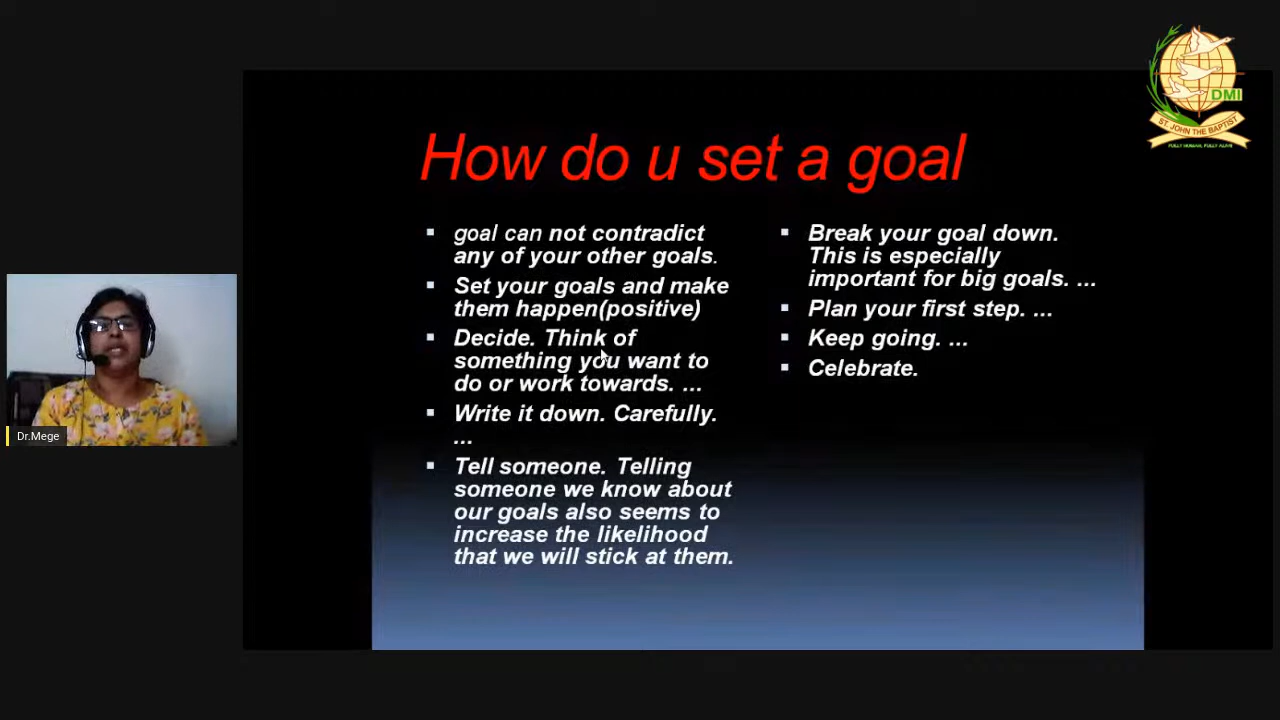 How do u set a goal
goal can not contradict
any of your other goals.
Set your goals and make
them happen(positive)
Decide. Think of
something you want to
do or work towards. ...
Write it down. Carefully.
...
Tell someone. Telling
someone we know about
our goals also seems to
increase the likelihood
that we will stick at them.
Break your goal down.
This is especially
important for big goals. ...
Plan your first step. ...
Keep going. ...
Celebrate.
Dr.Mege
DMI
ST. JOHN THE BAPTIST
FULLY HUMAN, FULLY ALIVE